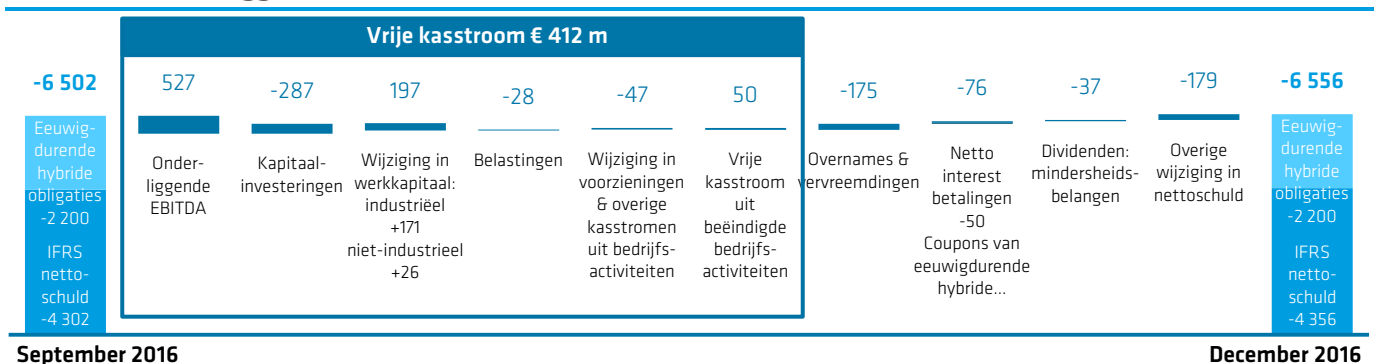 Vrije kasstroom € 412 m
-6 502
527
-287
197
-28
-47
50
-175
-76
-37
-179
-6 556
Eeuwig-
durende
hybride
obligaties
-2 200
IFRS
netto-
schuld
-4 302
Onder-
liggende
EBITDA
Kapitaal-
investeringen
Wijziging in
werkkapitaal:
industriëel
+171
niet-industrieel
+26
Belastingen
Wijziging in
voorzieningen
& overige
kasstromen
uit bedrijfs-
activiteiten
Vrije
kasstroom
uit
beëindigde
bedrijfs-
activiteiten
Overnames &
vervreemdingen
Netto
interest
betalingen
-50
Coupons van
eeuwigdurende
hybride...
Dividenden:
mindersheids-
belangen
Overige
wijziging in
nettoschuld
Eeuwig-
durende
hybride
obligaties
-2 200
IFRS
netto-
schuld
-4 356
September 2016
December 2016